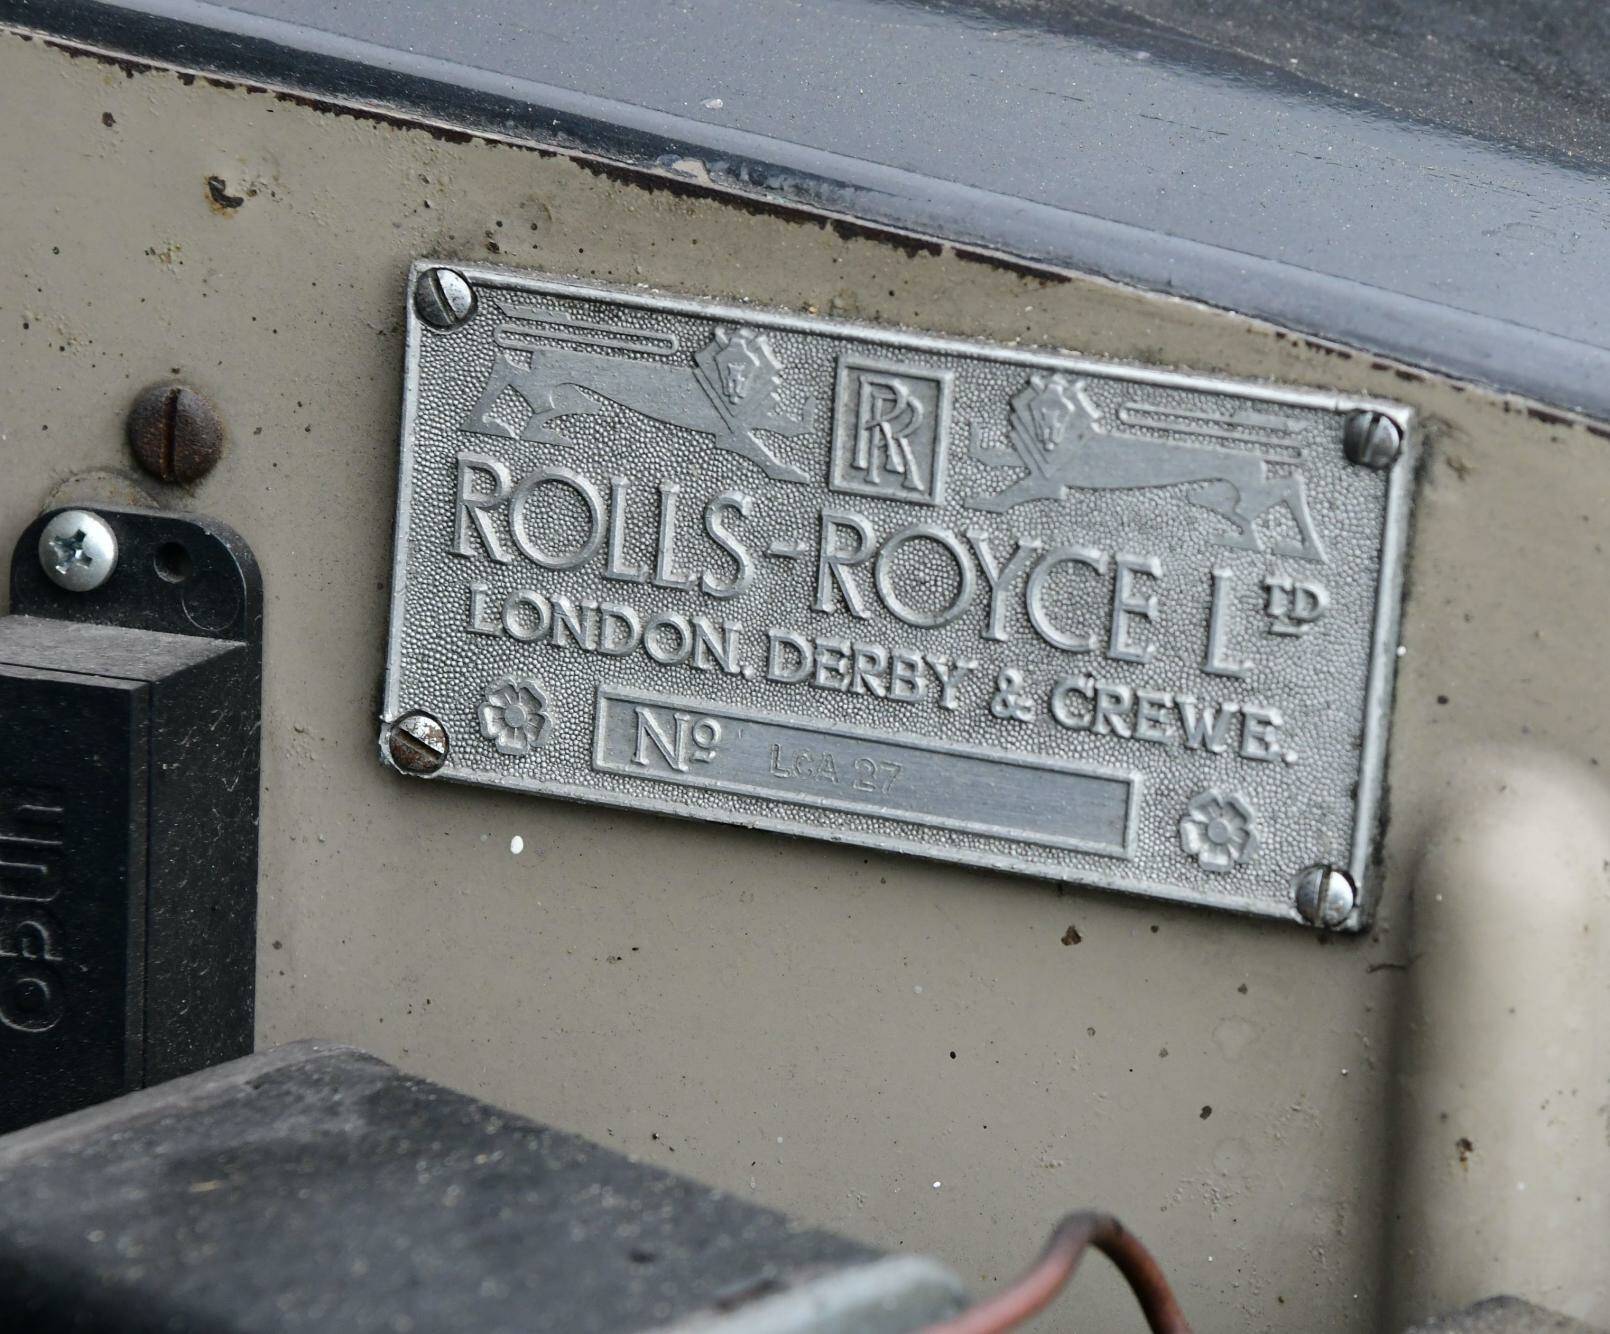 RR
ROLLS-ROYCE LTD
LONDON, DERBY & CREWE.
Nº LCA 27